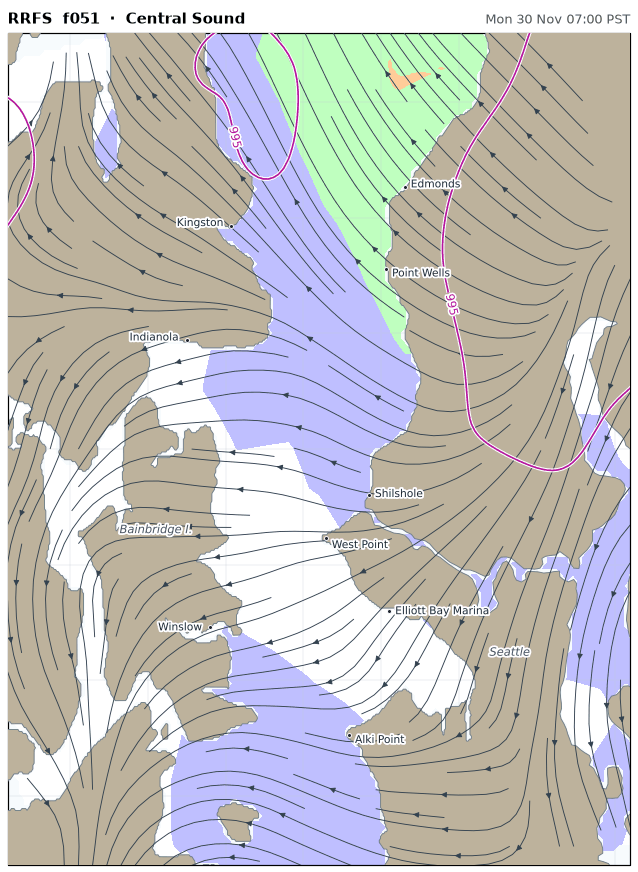 RRFS f051 · Central Sound
Mon 30 Nov 07:00 PST
995
Edmonds
Kingston
Point Wells
995
Indianola
Shilshole
Bainbridge I.
West Point
Elliott Bay Marina
Winslow
Seattle
Alki Point